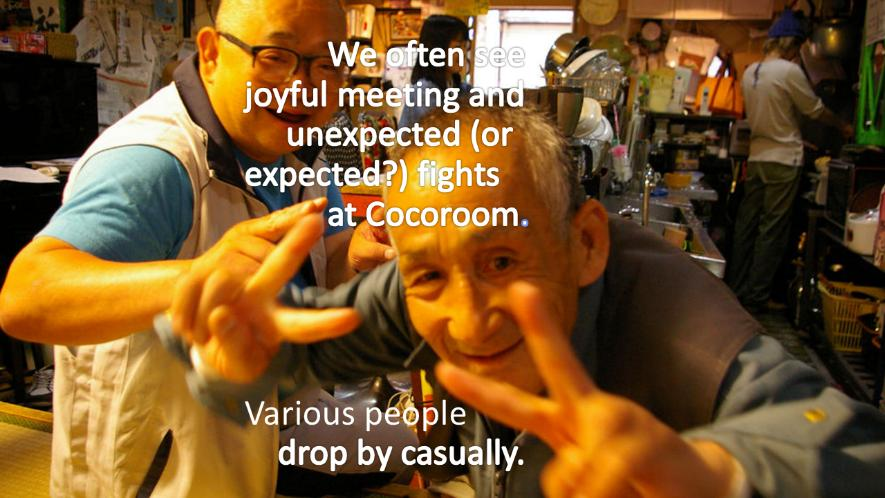 We often see
joyful meeting and
unexpected (or
expected?) fights
at Cocoroom.
Various people
drop by casually.